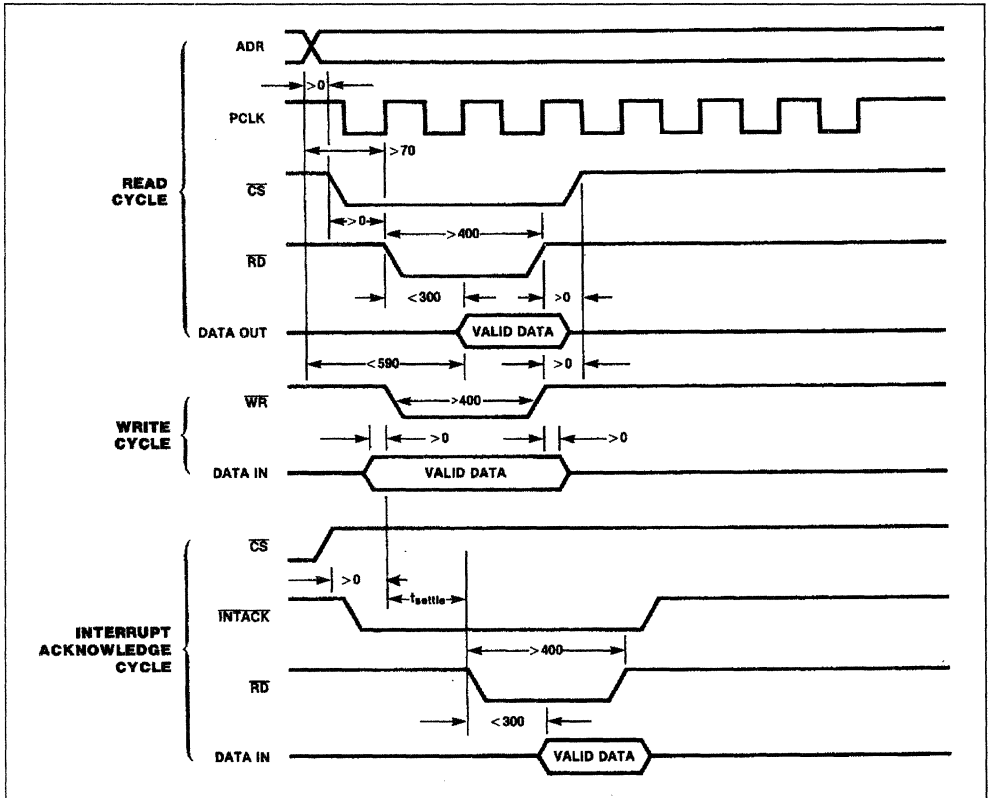 ADR
>0
PCLK
>70
READ
CYCLE
CS
>0
>400
RD
<300
>0
DATA OUT
VALID DATA
<590
>0
WR
>400
WRITE
CYCLE
>0
>0
DATA IN
VALID DATA
CS
>0
tsettle
INTACK
INTERRUPT
ACKNOWLEDGE
CYCLE
>400
RD
<300
DATA IN
VALID DATA